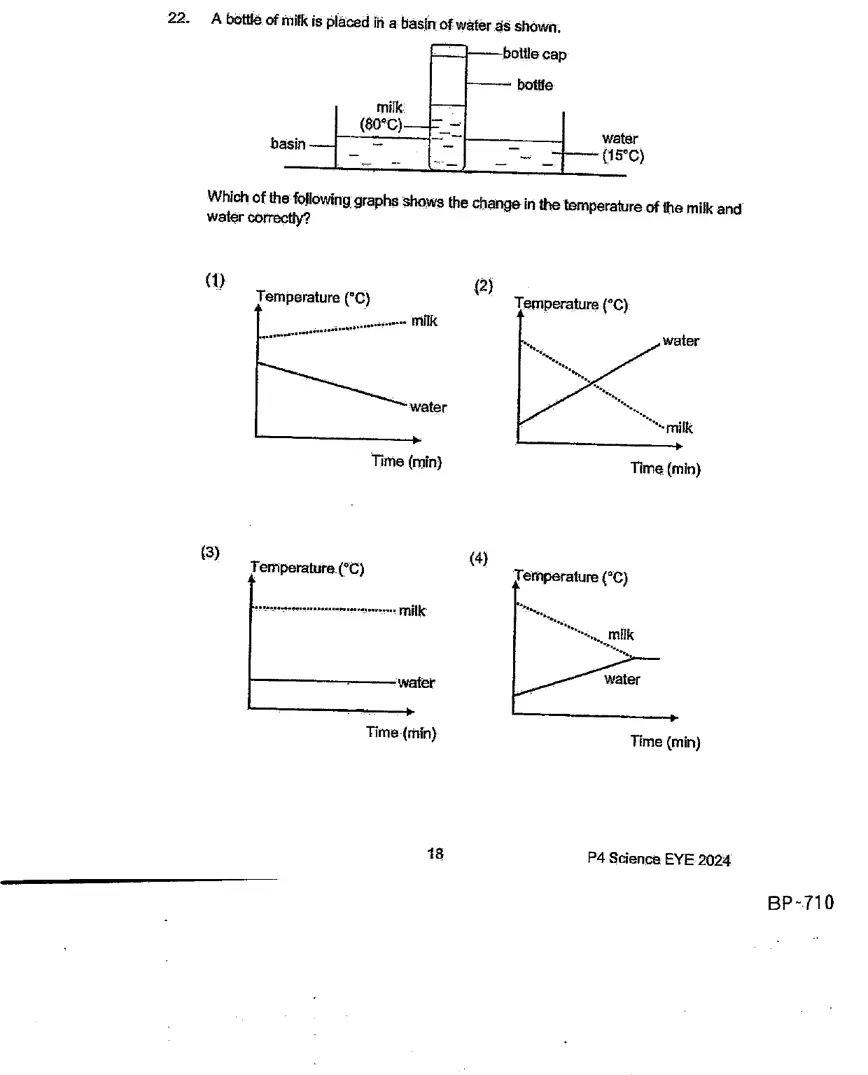 22. A bottle of milk is placed in a basin of water as shown.
bottle cap
bottle
milk
(80°C)
basin
water
(15°C)
Which of the following graphs shows the change in the temperature of the milk and
water correctly?
(1)
Temperature (°C)
milk
water
Time (min)
(2)
Temperature (°C)
water
milk
Time (min)
(3)
Temperature (°C)
milk
water
Time (min)
(4)
Temperature (°C)
milk
water
Time (min)
18
P4 Science EYE 2024
BP-710